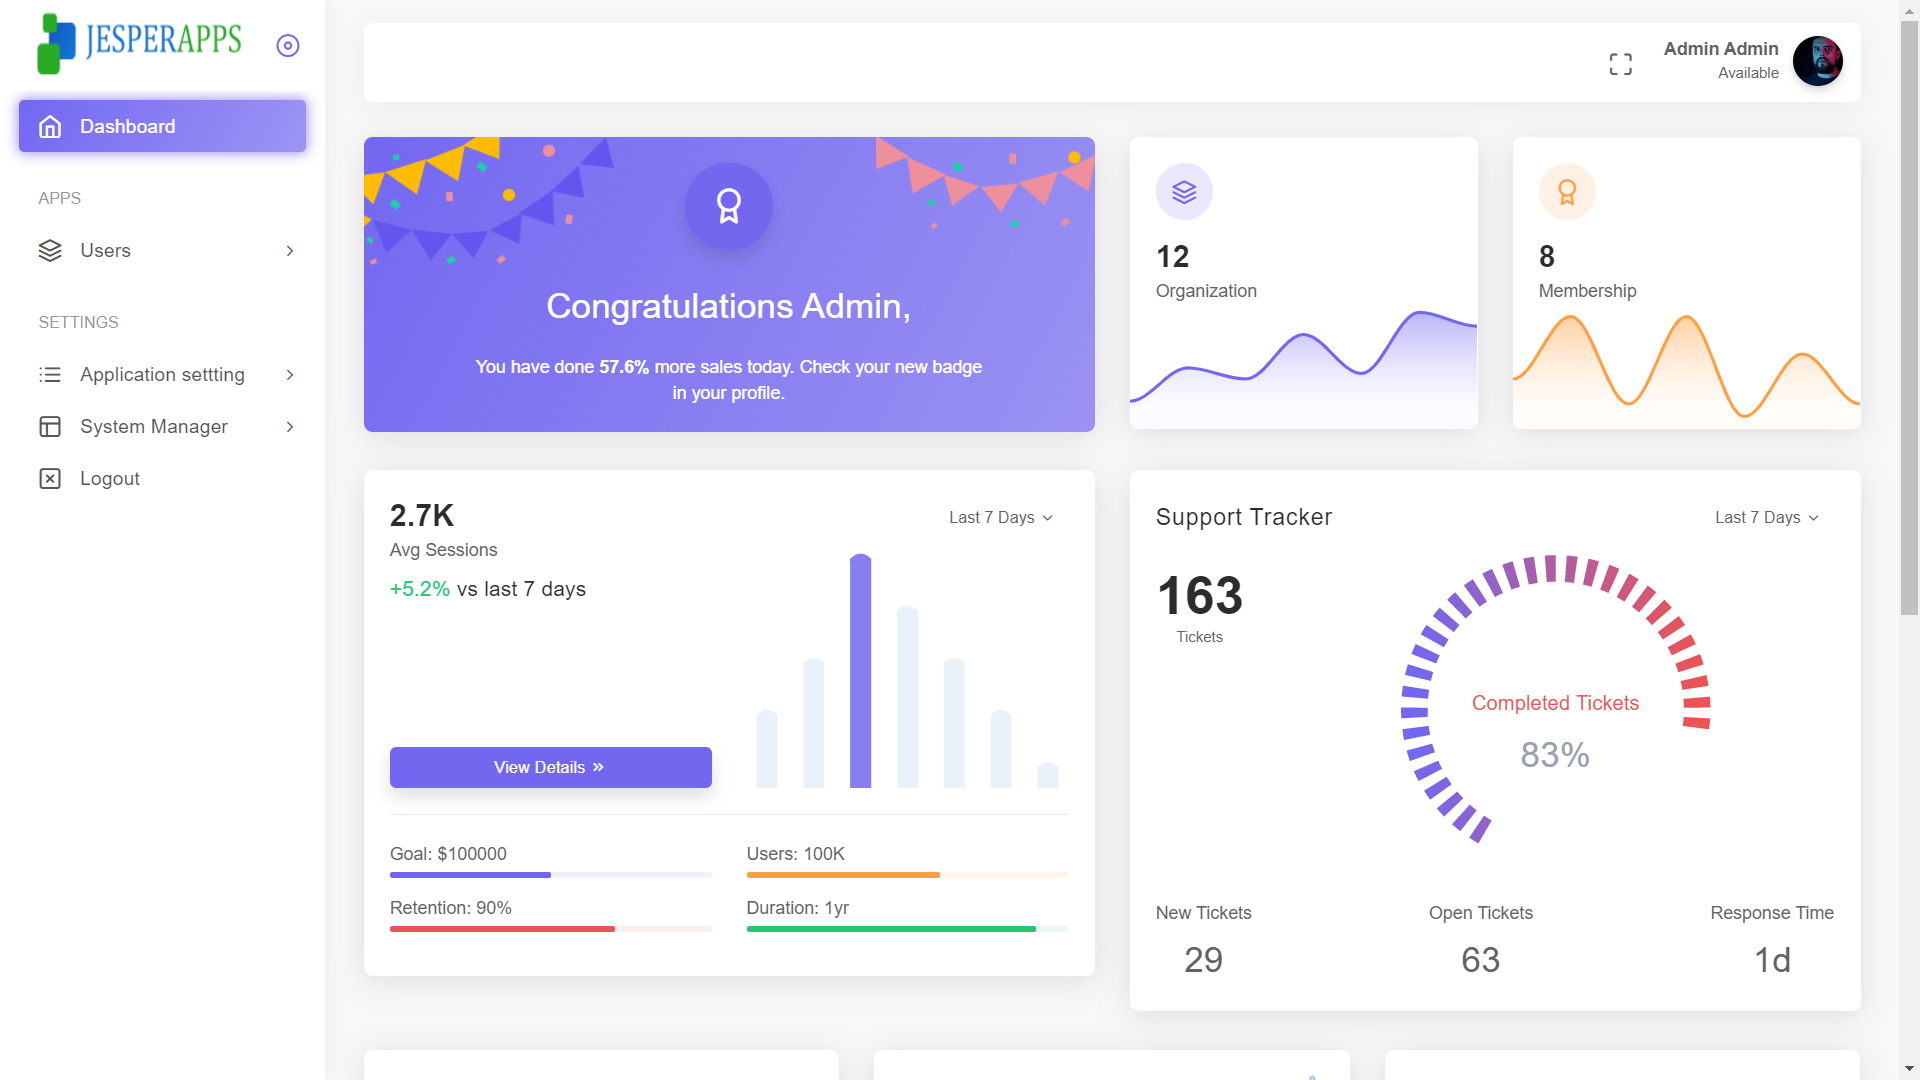 JESPERAPPS
Dashboard
APPS
Users
SETTINGS
Application settting
System Manager
Logout
Admin Admin
Available
Congratulations Admin,
You have done 57.6% more sales today. Check your new badge
in your profile.
12
Organization
8
Membership
2.7K
Avg Sessions
+5.2% vs last 7 days
Last 7 Days
View Details »
Goal: $100000
Users: 100K
Retention: 90%
Duration: 1yr
Support Tracker
Last 7 Days
163
Tickets
Completed Tickets
83%
New Tickets
29
Open Tickets
63
Response Time
1d